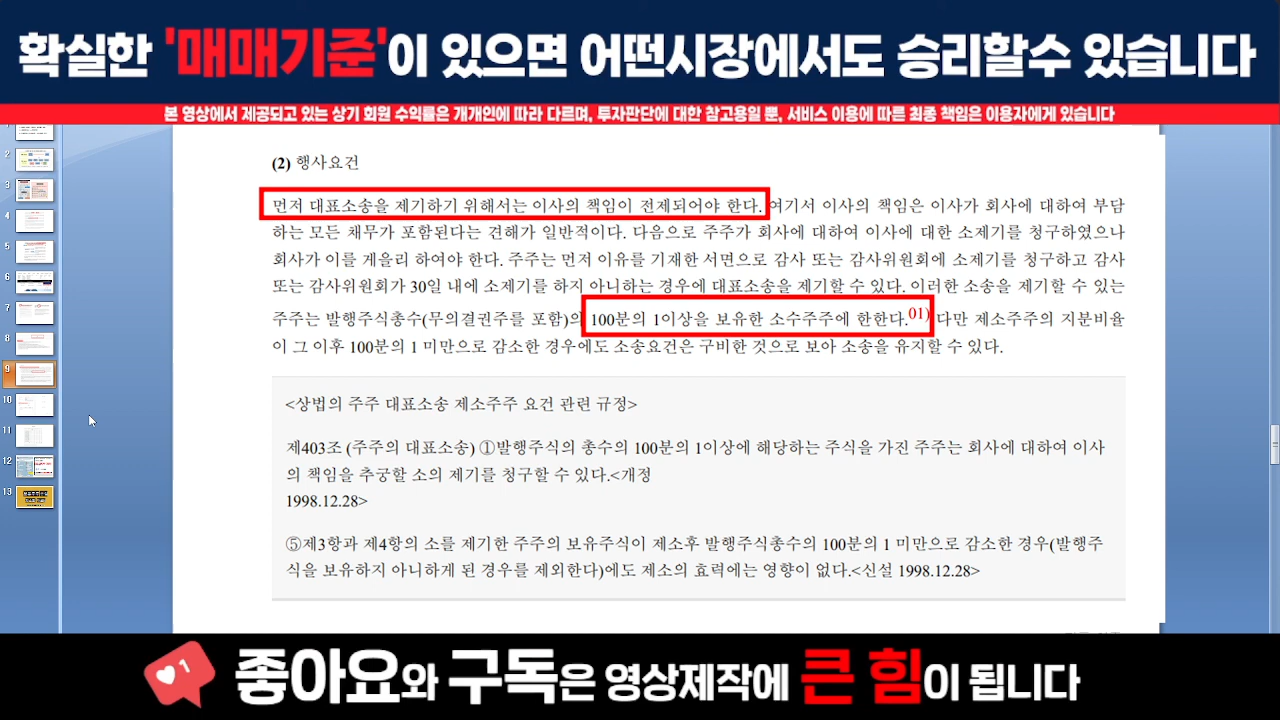 확실한 '매매기준'이 있으면 어떤시장에서도 승리할수 있습니다
본 영상에서 제공되고 있는 상기 회원 수익률은 개개인에 따라 다르며, 투자판단에 대한 참고용일 뿐, 서비스 이용에 따른 최종 책임은 이용자에게 있습니다
(2) 행사요건
먼저 대표소송을 제기하기 위해서는 이사의 책임이 전제되어야 한다. 여기서 이사의 책임은 이사가 회사에 대하여 부담
하는 모든 채무가 포함된다는 견해가 일반적이다. 다음으로 주주가 회사에 대하여 이사에 대한 소제기를 청구하였으나
회사가 이를 게을리 하여야 한다. 주주는 먼저 이유를 기재한 서면으로 감사 또는 감사위원회에 소제기를 청구하고 감사
또는 감사위원회가 30일 내에 소제기를 하지 아니하는 경우에 대표소송을 제기할 수 있다. 이러한 소송을 제기할 수 있는
주주는 발행주식총수(무의결권주를 포함)의 100분의 1이상을 보유한 소수주주에 한한다.01) 다만 제소주주의 지분비율
이 그 이후 100분의 1 미만으로 감소한 경우에도 소송요건은 구비한 것으로 보아 소송을 유지할 수 있다.
<상법의 주주 대표소송 제소주주 요건 관련 규정>
제403조 (주주의 대표소송) ①발행주식의 총수의 100분의 1이상에 해당하는 주식을 가진 주주는 회사에 대하여 이사
의 책임을 추궁할 소의 제기를 청구할 수 있다.<개정
1998.12.28>
⑤제3항과 제4항의 소를 제기한 주주의 보유주식이 제소후 발행주식총수의 100분의 1 미만으로 감소한 경우(발행주
식을 보유하지 아니하게 된 경우를 제외한다)에도 제소의 효력에는 영향이 없다.<신설 1998.12.28>
2
3
4
5
6
7
8
9
10
11
12
13
1
좋아요와 구독은 영상제작에 큰 힘이 됩니다